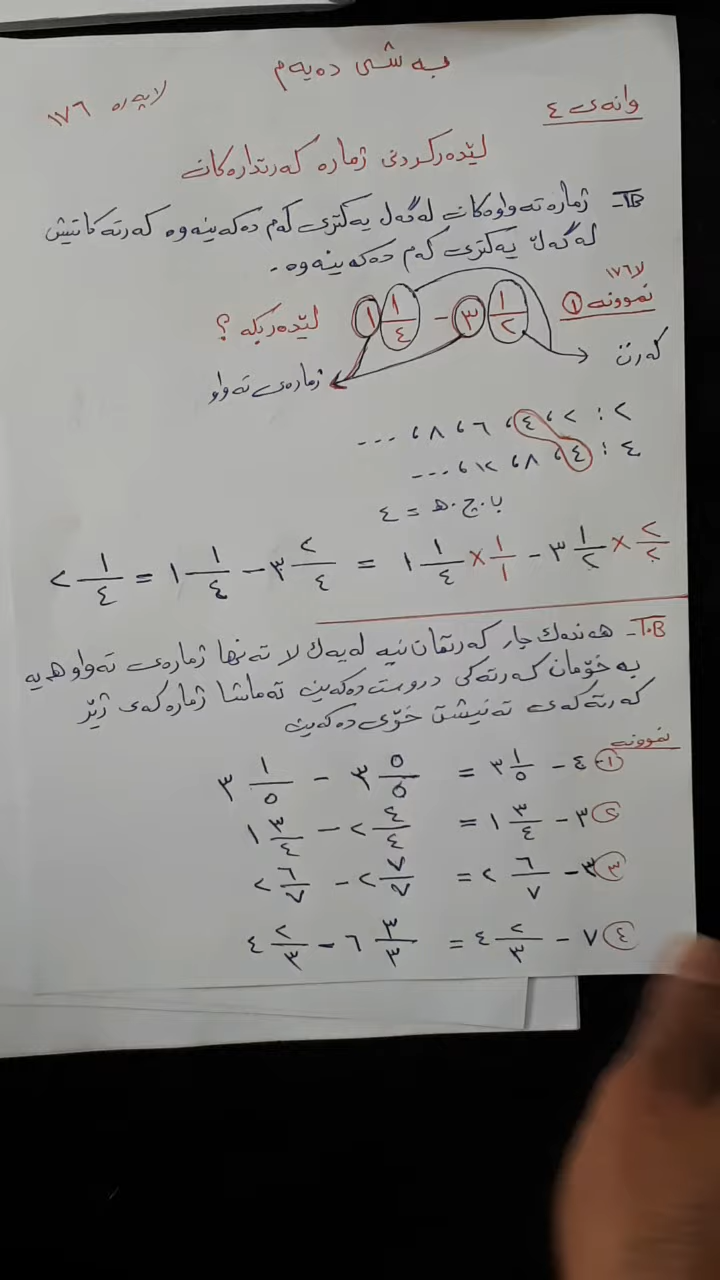 بەشی دەیەم
لاپەرە ١٧٦
وانەی ٤
لێدەرکردنی ژمارە کەرتدارەکان
T.B- ژمارە تەواوەکان لەگەڵ یەکتری کەم دەکەینەوە کەرتەکانیش
لەگەڵ یەکتری کەم دەکەینەوە.
لا١٧٦
نموونە ١ ٣ ١/٢ - ١ ١/٤ لێدەربکە ؟
کەرت
ژمارەی تەواو
٢ : ٢، ٤، ٦، ٨، ...
٤ : ٤، ٨، ١٢، ...
با.چ.هـ = ٤
٣ ١/٢ × ٢/٢ - ١ ١/٤ × ١/١ = ٣ ٢/٤ - ١ ١/٤ = ٢ ١/٤
T.B- هەندەك جار کەرتمان نیە لەیەك لا تەنها ژمارەی تەواو هەیە
بەخۆمان کەرتەکی دروست دەکەین تەماشا ژمارەکەی ژێر
کەرتەکەی تەنیشت خۆی دەکەین
نموونە
١- ٤ - ٣ ١/٥ = ٣ ٥/٥ - ٣ ١/٥
٢ ٣ - ١ ٣/٤ = ٢ ٤/٤ - ١ ٣/٤
٣ ٣ - ٢ ٦/٧ = ٢ ٧/٧ - ٢ ٦/٧
٤ ٧ - ٤ ٢/٣ = ٦ ٣/٣ - ٤ ٢/٣